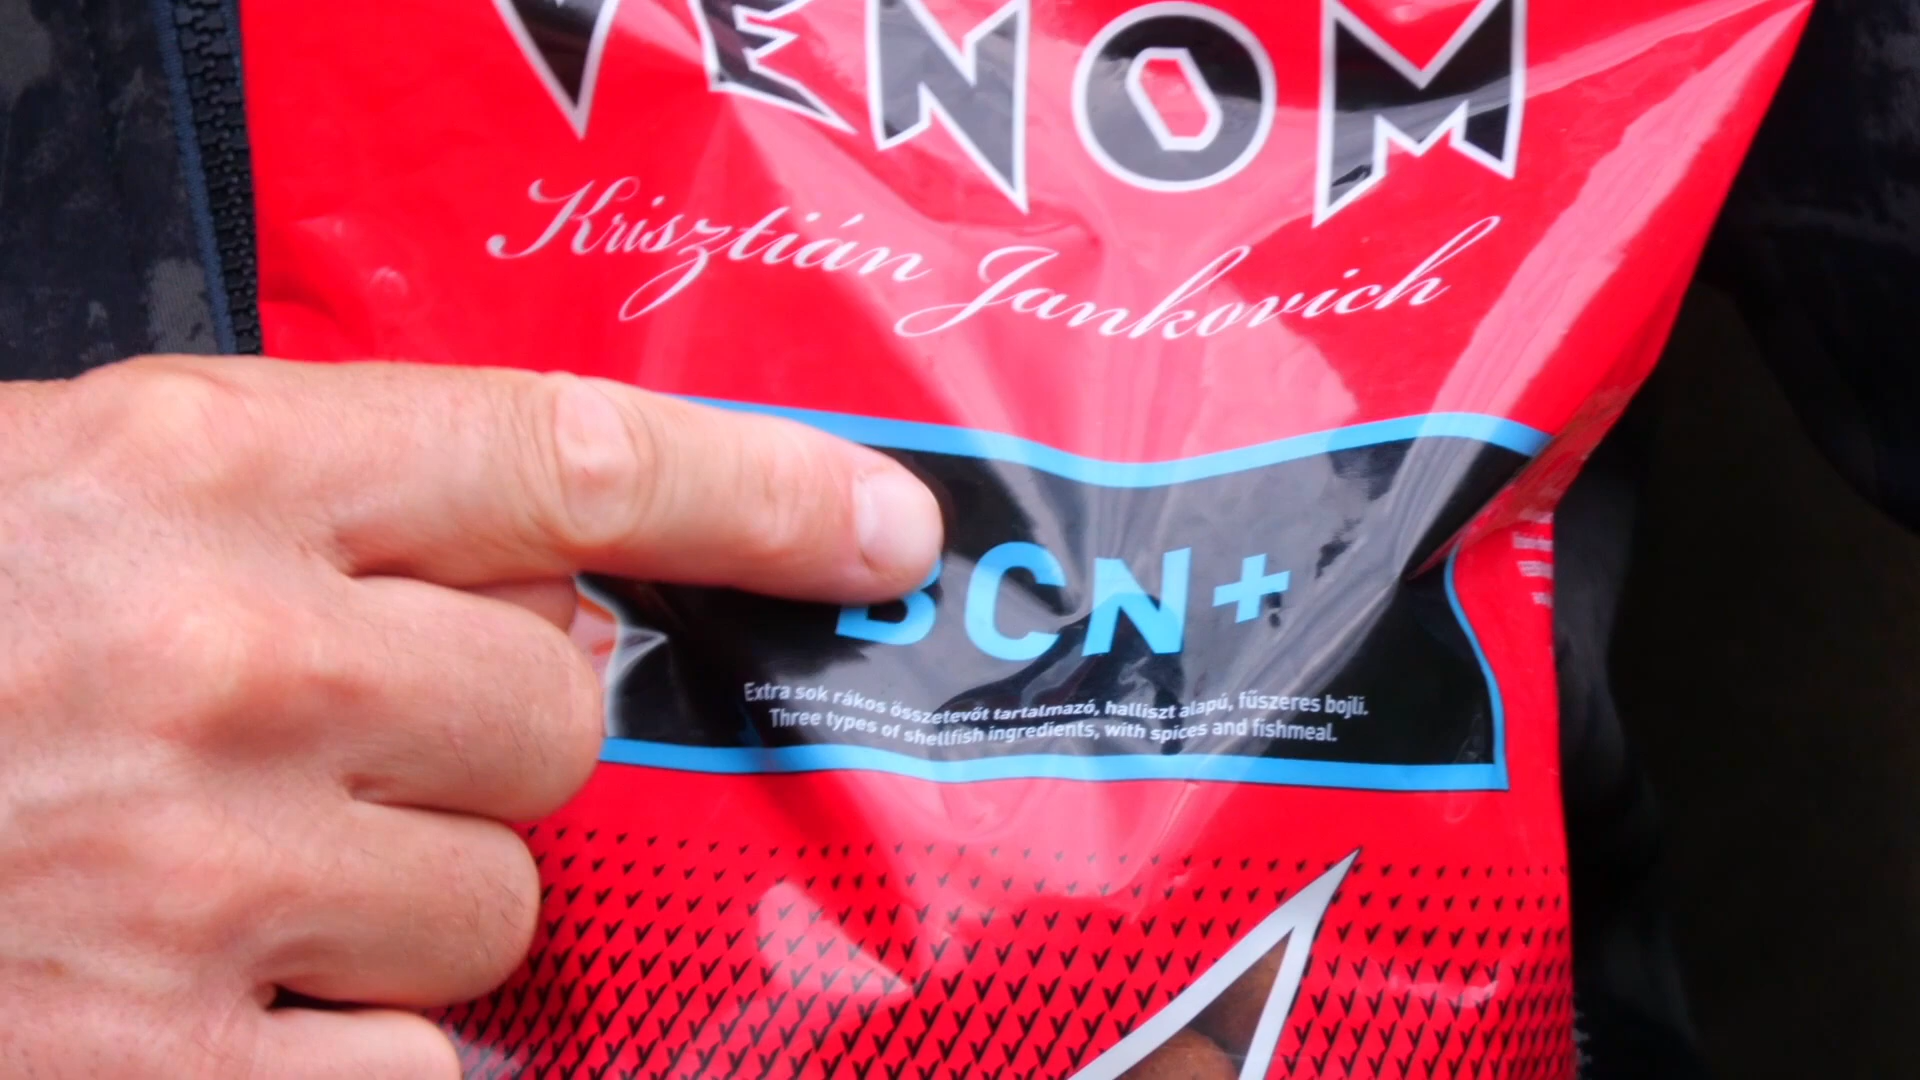 VENOM
Krisztián Jankovich
BCN+
Extra sok rákos összetevőt tartalmazó, halliszt alapú, fűszeres bojli.
Three types of shellfish ingredients, with spices and fishmeal.